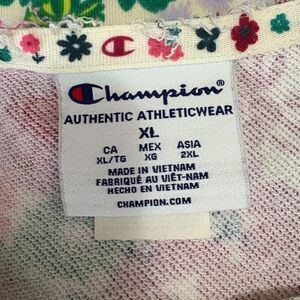 Champion®
AUTHENTIC ATHLETICWEAR
XL
CA MEX ASIA
XL/TG XG 2XL
MADE IN VIETNAM
FABRIQUÉ AU VIÊT-NAM
HECHO EN VIETNAM
CHAMPION.COM